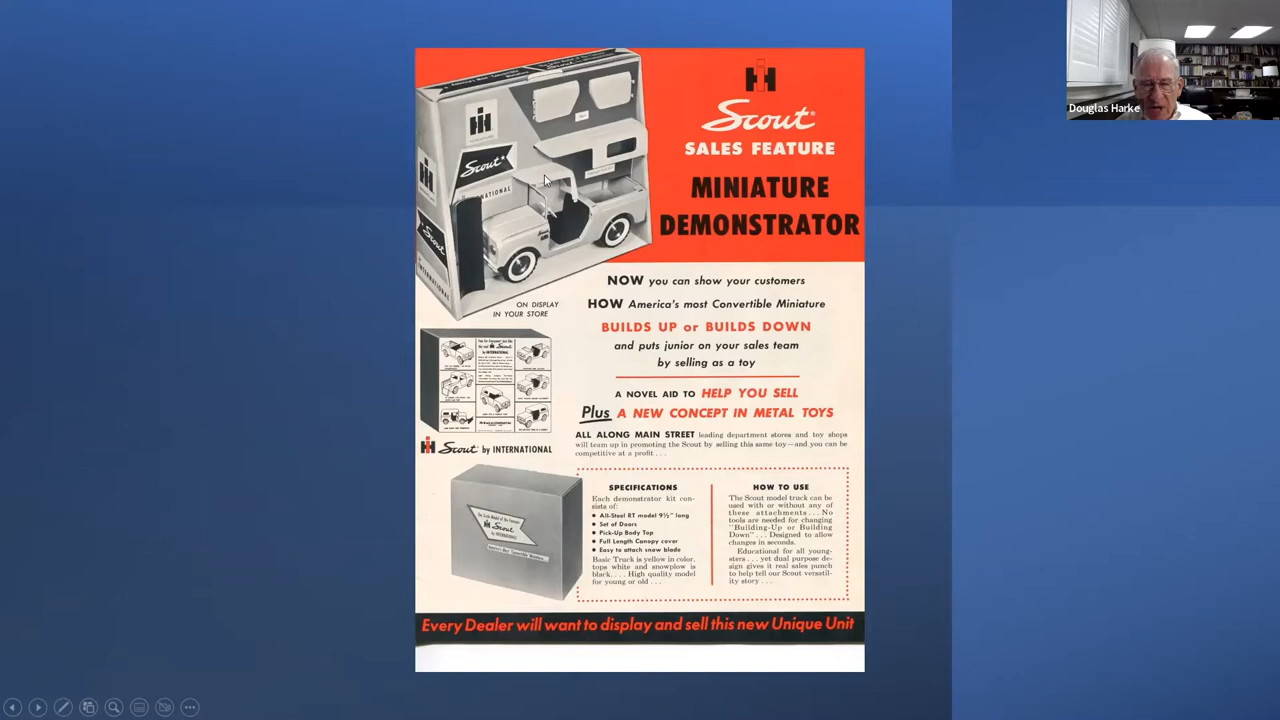 Douglas Harke
IH
Scout
SALES FEATURE
MINIATURE
DEMONSTRATOR
IH
Scout
INTERNATIONAL
Scout
INTERNATIONAL
ON DISPLAY
IN YOUR STORE
NOW you can show your customers
HOW America's most Convertible Miniature
BUILDS UP or BUILDS DOWN
and puts junior on your sales team
by selling as a toy
A NOVEL AID TO HELP YOU SELL
Plus A NEW CONCEPT IN METAL TOYS
ALL ALONG MAIN STREET leading department stores and toy shops
will team up in promoting the Scout by selling this same toy—and you can be
competitive at a profit . . .
by INTERNATIONAL
IH Scout by INTERNATIONAL
IH Scout
SPECIFICATIONS
Each demonstrator kit con-
sists of:
• All-Steel RT model 9½" long
• Set of Doors
• Pick-Up Body Top
• Full Length Canopy cover
• Easy to attach snow blade
Basic Truck is yellow in color,
tops white and snowplow is
black. . . . High quality model
for young or old . . .
HOW TO USE
The Scout model truck can be
used with or without any of
these attachments . . . No
tools are needed for changing
"Building-Up or Building
Down" . . . Designed to allow
changes in seconds.
Educational for all young-
sters . . . yet dual purpose de-
sign gives it real sales punch
to help tell our Scout versatil-
ity story . . .
Every Dealer will want to display and sell this new Unique Unit